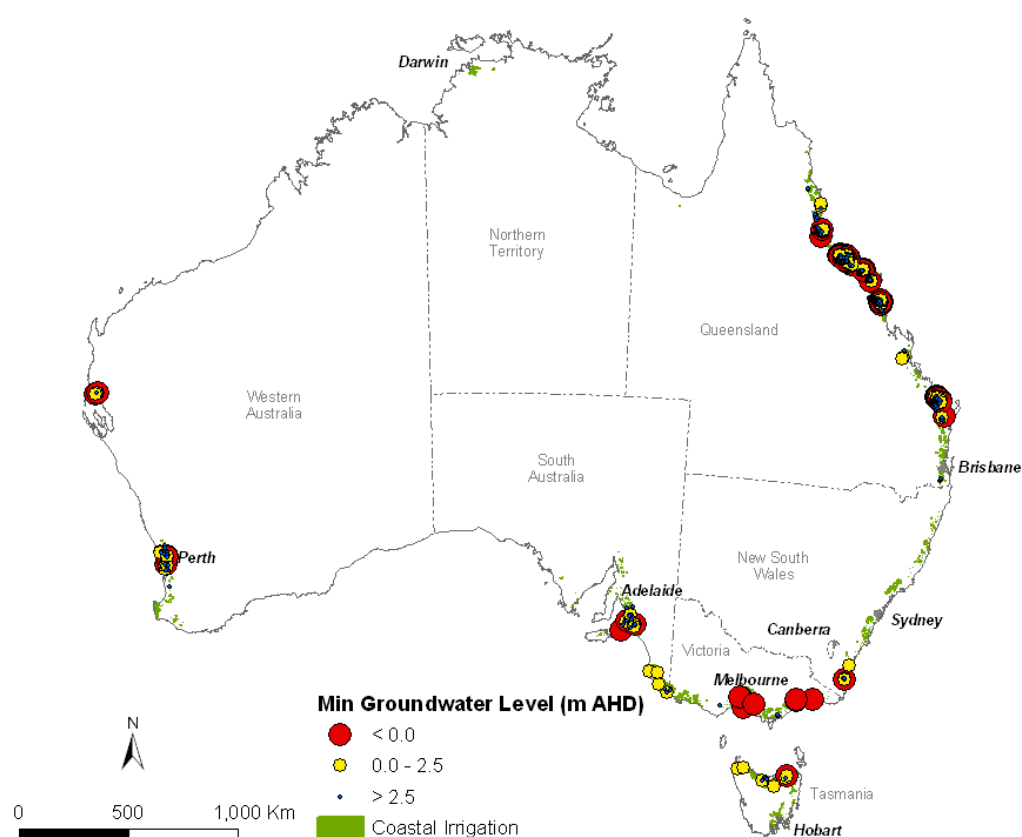 Darwin
Northern
Territory
Queensland
Western
Australia
South
Australia
Brisbane
Perth
New South
Wales
Adelaide
Sydney
Canberra
Victoria
Melbourne
Min Groundwater Level (m AHD)
N
< 0.0
0.0 - 2.5
> 2.5
Tasmania
0 500 1,000 Km
Coastal Irrigation
Hobart